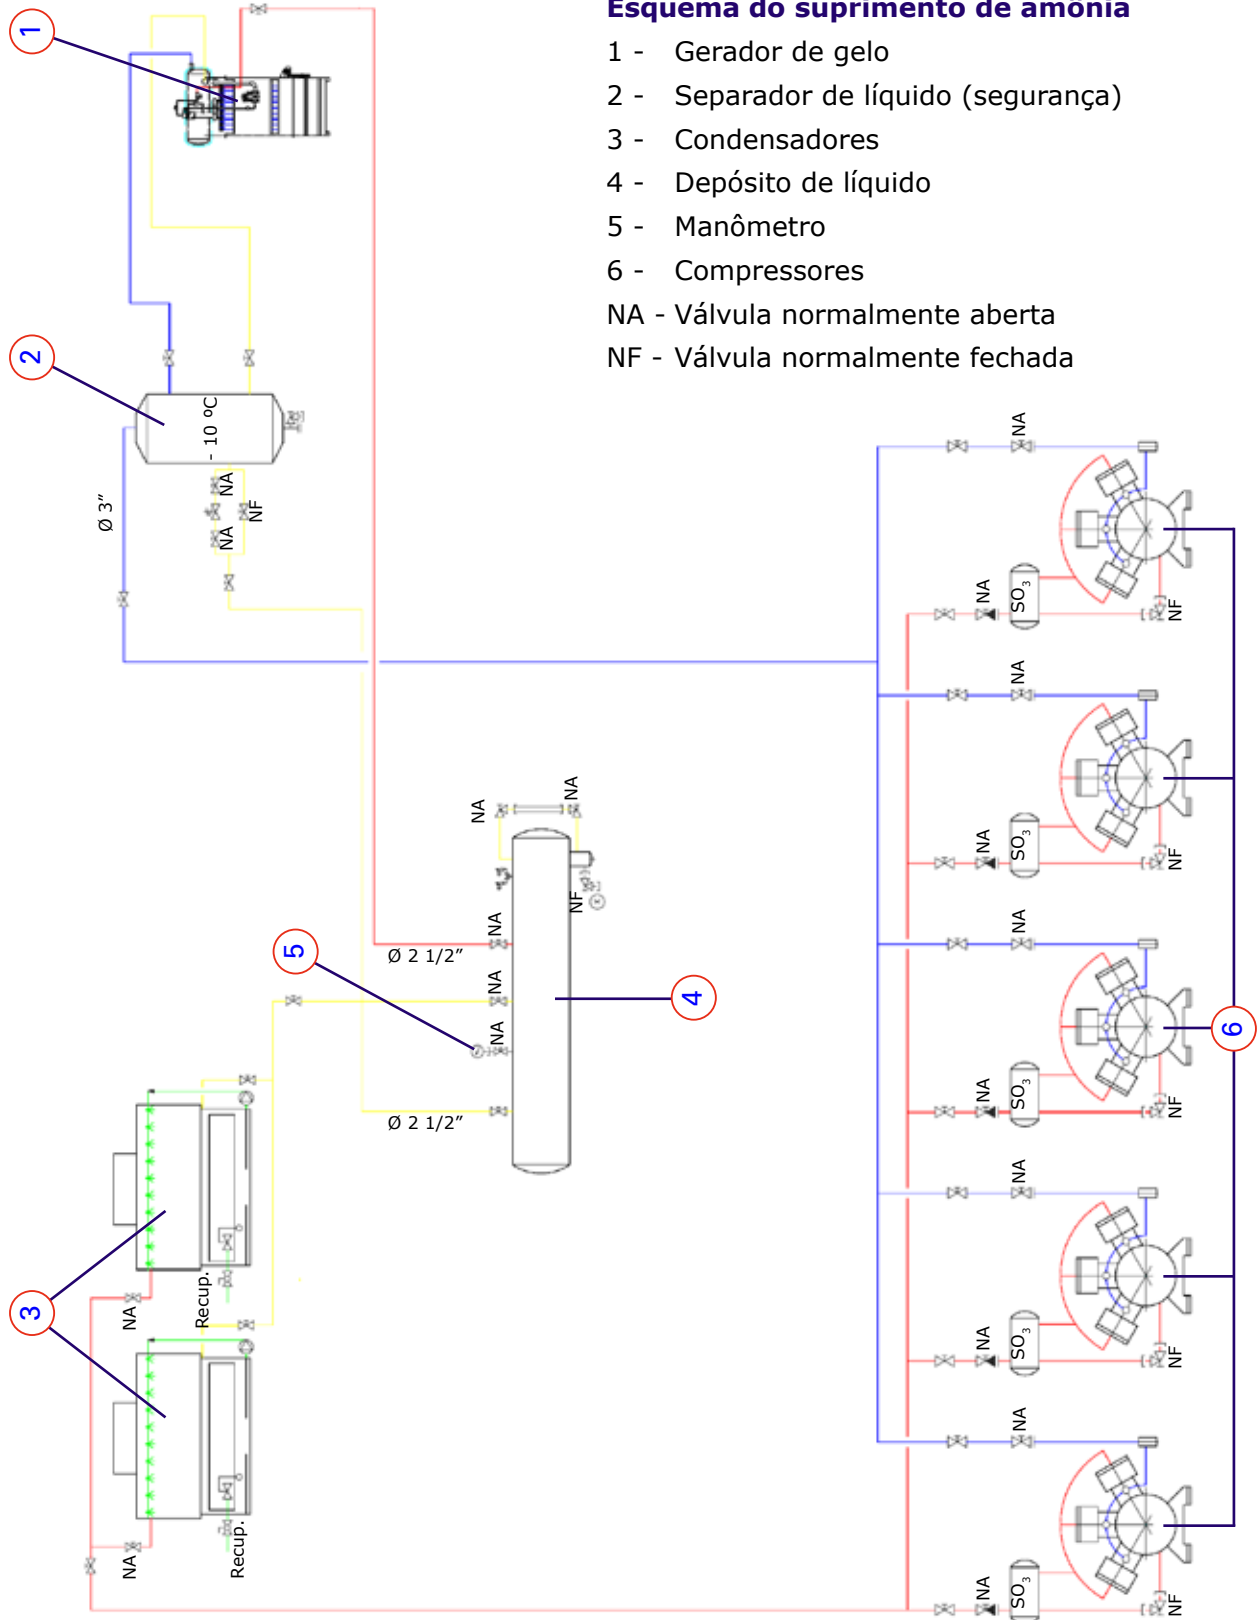 Esquema do suprimento de amônia
1 - Gerador de gelo
2 - Separador de líquido (segurança)
3 - Condensadores
4 - Depósito de líquido
5 - Manômetro
6 - Compressores
NA - Válvula normalmente aberta
NF - Válvula normalmente fechada
1
2
- 10 ºC
NA
NF
NA
Ø 3”
NA
NA
NA
NF
NA
Ø 2 1/2”
5
NA
NA
4
Ø 2 1/2”
3
NA
Recup.
NA
Recup.
NA
NA
SO3
NF
NA
NA
SO3
NF
NA
NA
SO3
NF
6
NA
NA
SO3
NF
NA
NA
SO3
NF